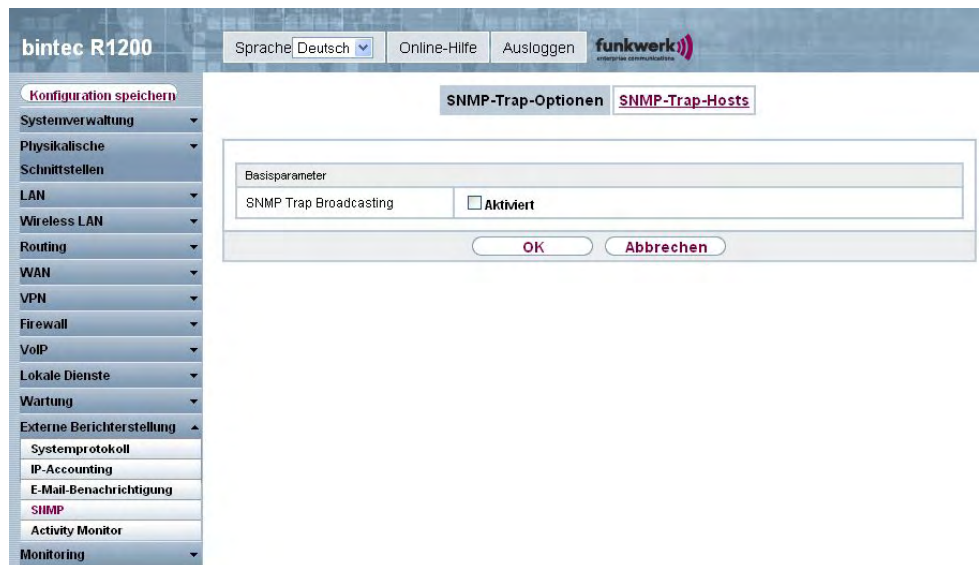 bintec R1200
Sprache Deutsch
Online-Hilfe
Ausloggen
funkwerk
enterprise communications
Konfiguration speichern
Systemverwaltung
Physikalische
Schnittstellen
LAN
Wireless LAN
Routing
WAN
VPN
Firewall
VoIP
Lokale Dienste
Wartung
Externe Berichterstellung
Systemprotokoll
IP-Accounting
E-Mail-Benachrichtigung
SNMP
Activity Monitor
Monitoring
SNMP-Trap-Optionen
SNMP-Trap-Hosts
Basisparameter
SNMP Trap Broadcasting
Aktiviert
OK
Abbrechen